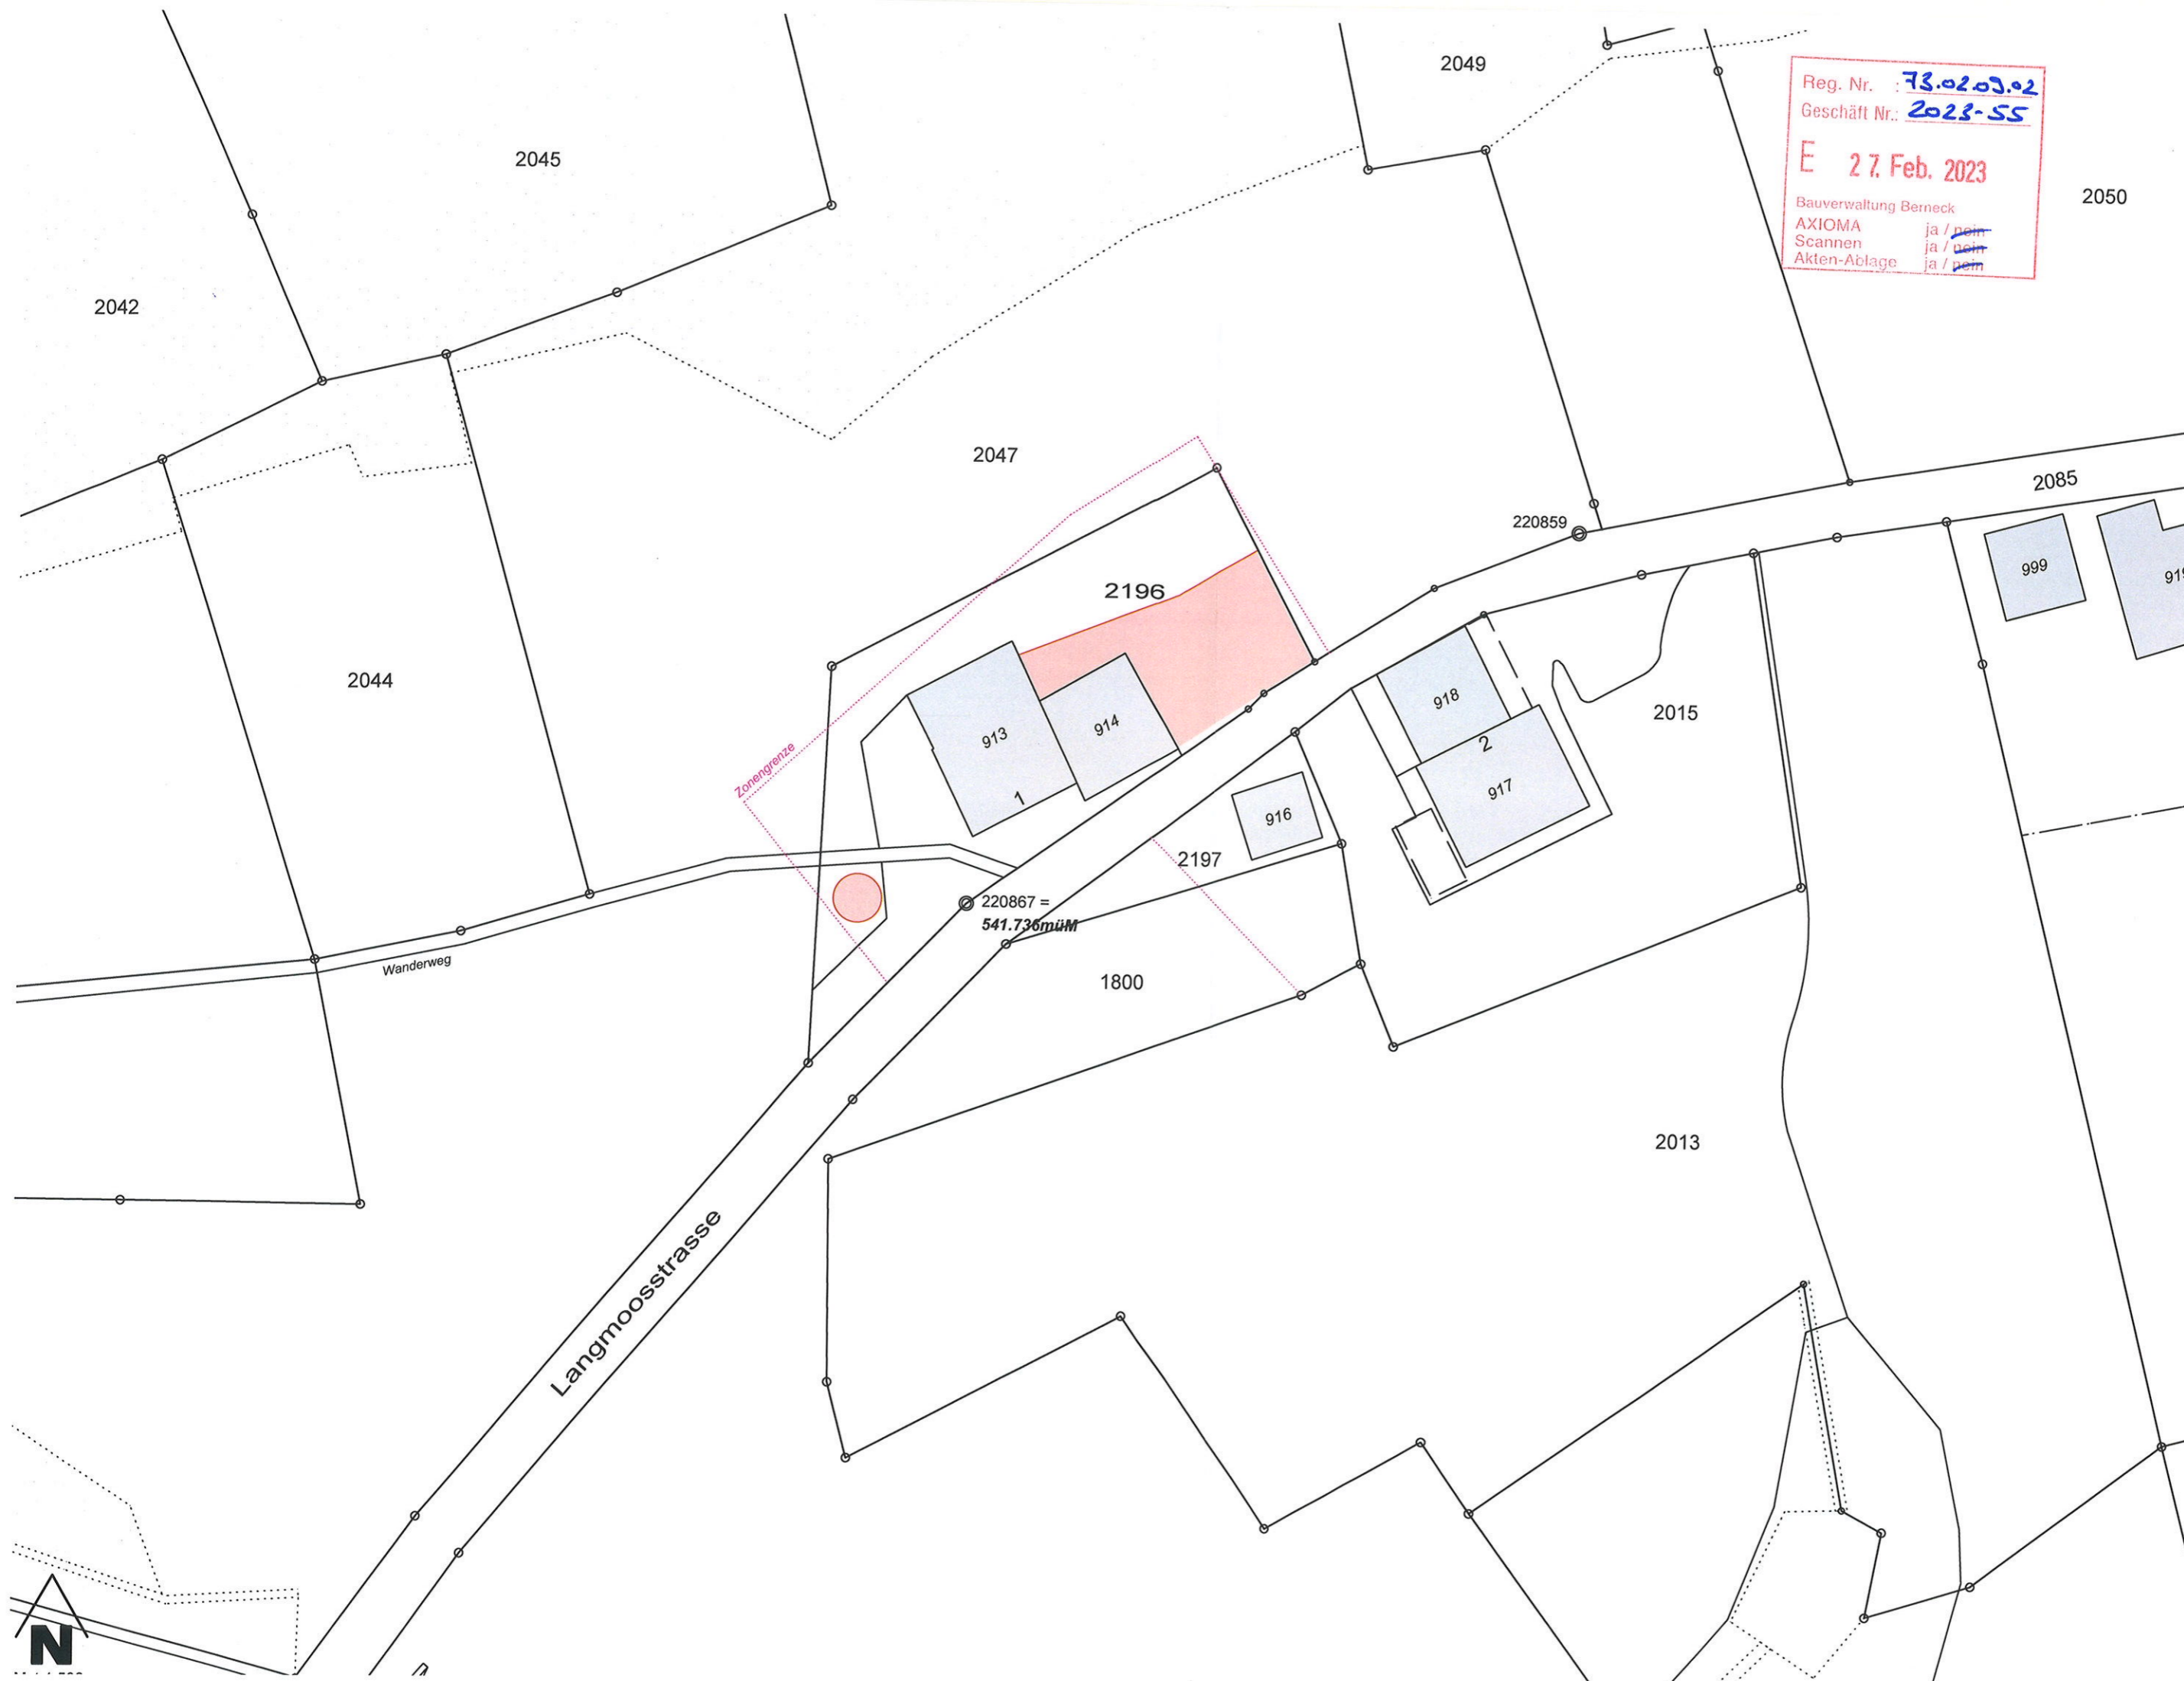 2049
Reg. Nr. : 73.02.09.02
Geschäft Nr.: 2023-55
E 27. Feb. 2023
Bauverwaltung Berneck
AXIOMA ja / nein
Scannen ja / nein
Akten-Ablage ja / nein
2045
2050
2042
2047
2085
220859
999
2196
2044
918
2015
913
914
2
Zonengrenze
917
1
916
2197
220867 =
541.736müM
Wanderweg
1800
2013
Langmoosstrasse
N